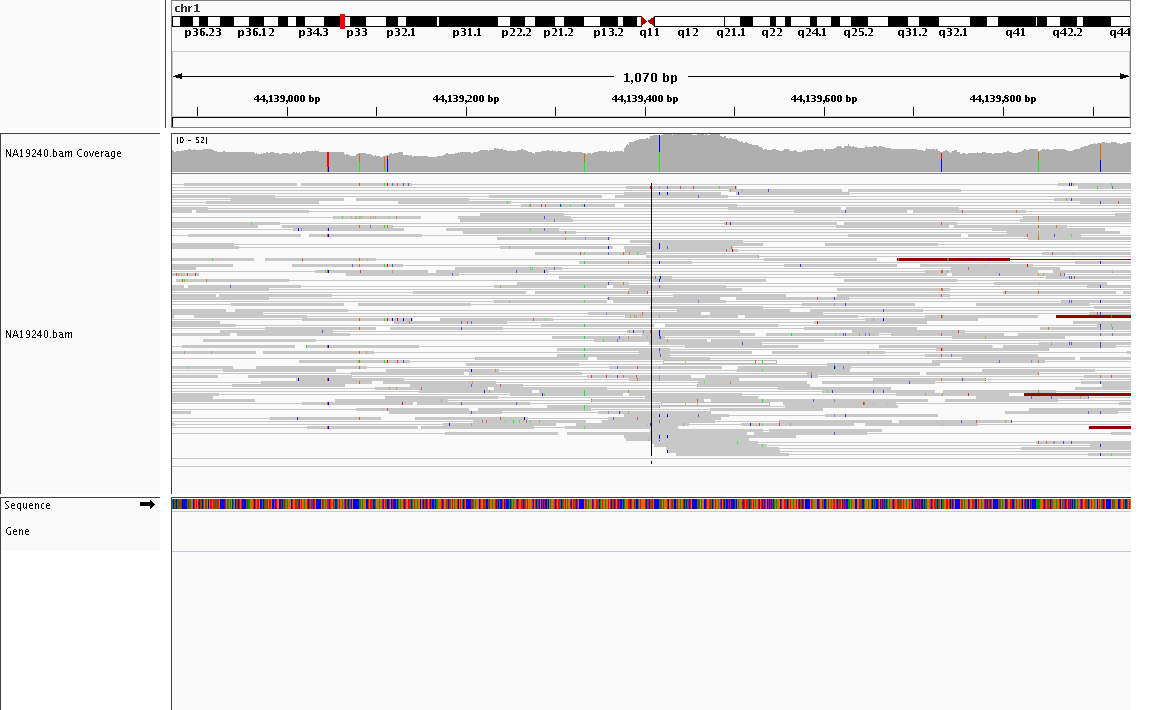 chr1
p36.23 p36.12 p34.3 p33 p32.1 p31.1 p22.2 p21.2 p13.2 q11 q12 q21.1 q22 q24.1 q25.2 q31.2 q32.1 q41 q42.2 q44
1,070 bp
44,139,000 bp 44,139,200 bp 44,139,400 bp 44,139,600 bp 44,139,800 bp
[0 - 52]
NA19240.bam Coverage
NA19240.bam
Sequence
Gene